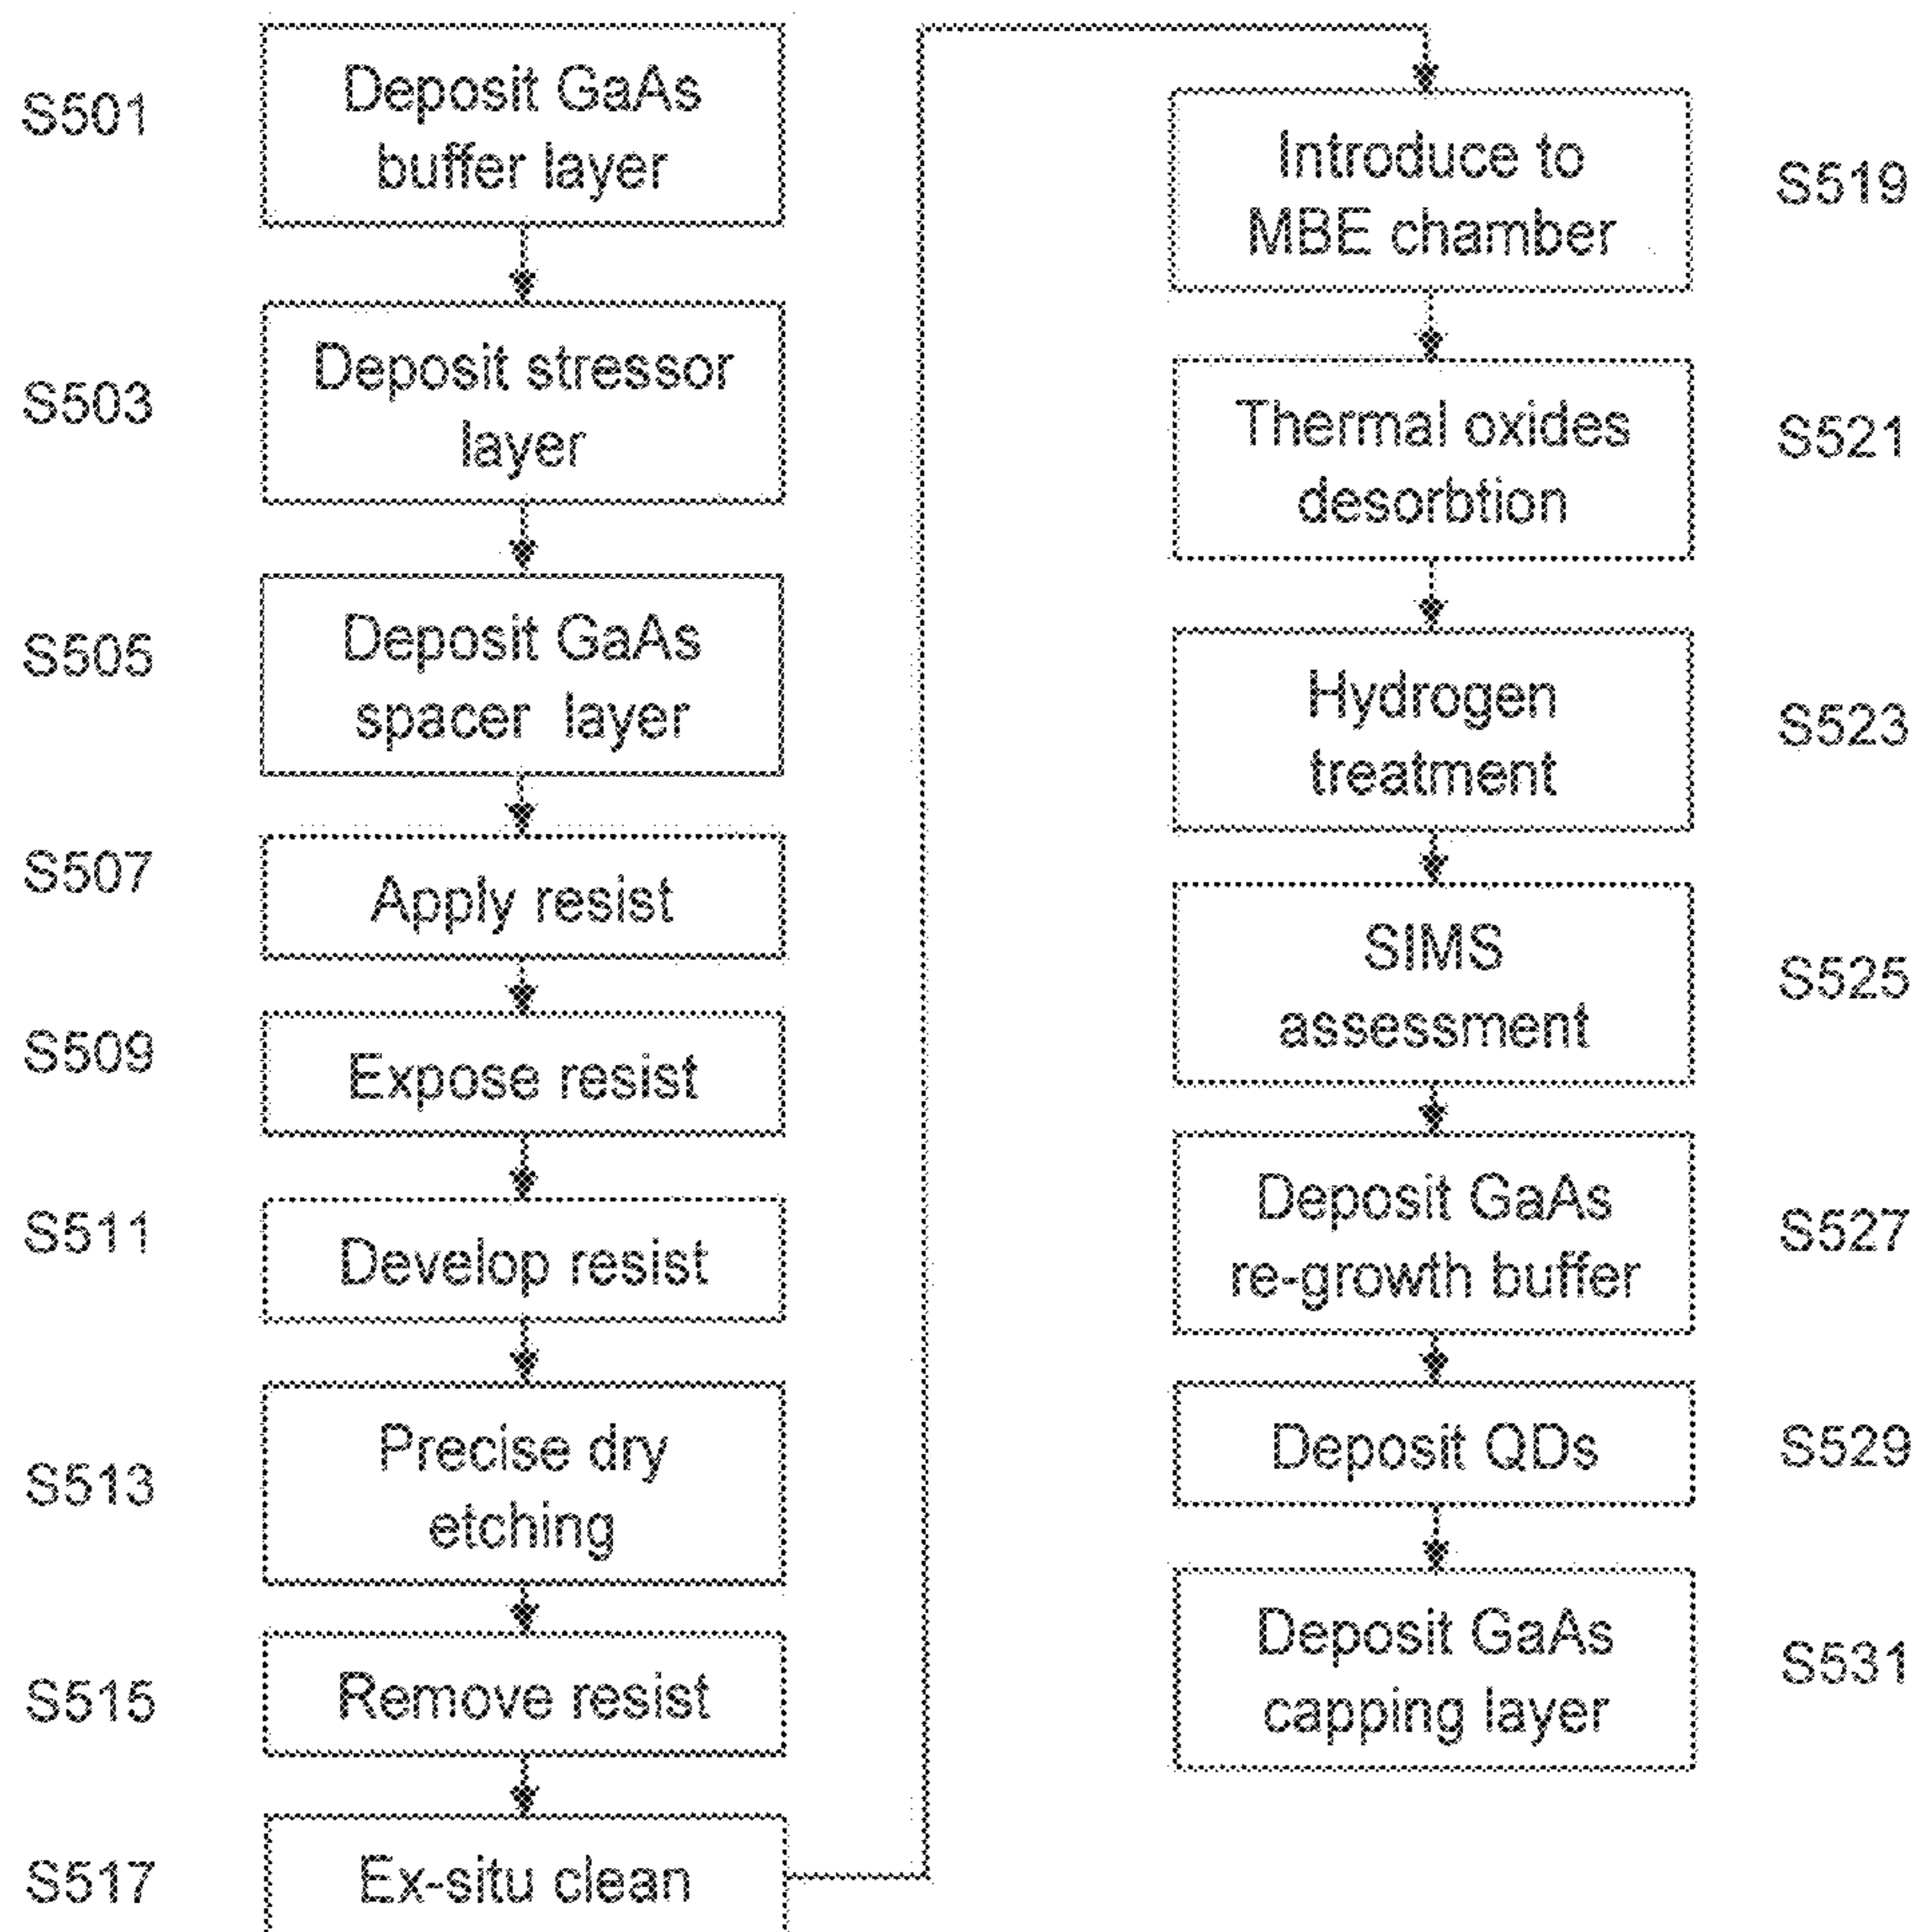 S501
Deposit GaAs
buffer layer
S503
Deposit stressor
layer
S505
Deposit GaAs
spacer layer
S507
Apply resist
S509
Expose resist
S511
Develop resist
S513
Precise dry
etching
S515
Remove resist
S517
Ex-situ clean
Introduce to
MBE chamber
S519
Thermal oxides
desorbtion
S521
Hydrogen
treatment
S523
SIMS
assessment
S525
Deposit GaAs
re-growth buffer
S527
Deposit QDs
S529
Deposit GaAs
capping layer
S531